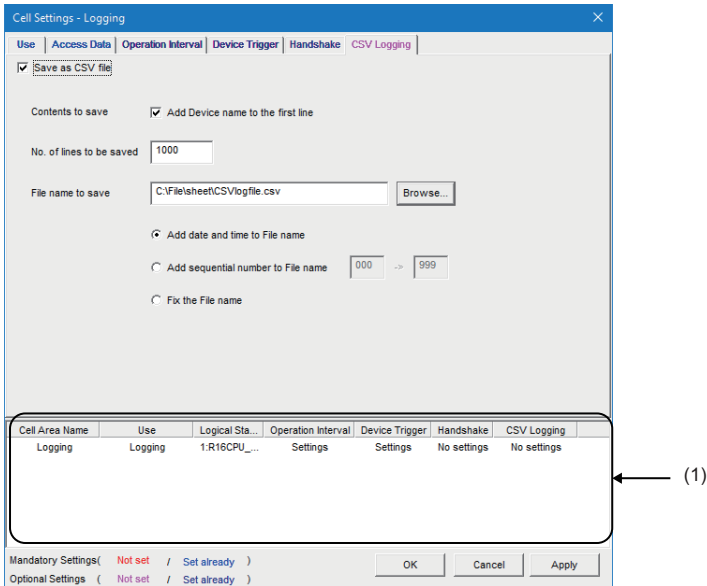 Cell Settings - Logging
Use Access Data Operation Interval Device Trigger Handshake CSV Logging
Save as CSV file
Contents to save Add Device name to the first line
No. of lines to be saved 1000
File name to save C:\File\sheet\CSVlogfile.csv Browse...
Add date and time to File name
Add sequential number to File name 000 -> 999
Fix the File name
Cell Area Name Use Logical Sta... Operation Interval Device Trigger Handshake CSV Logging
Logging Logging 1:R16CPU_... Settings Settings No settings No settings
(1)
Mandatory Settings( Not set / Set already )
Optional Settings ( Not set / Set already )
OK Cancel Apply